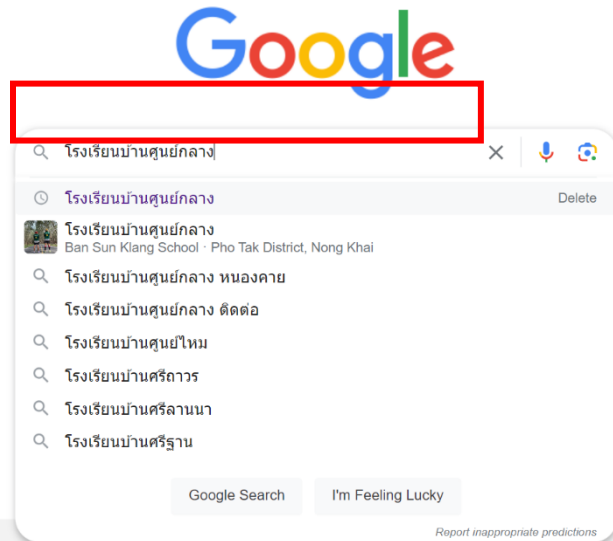 Google
โรงเรียนบ้านศูนย์กลาง
โรงเรียนบ้านศูนย์กลาง Delete
โรงเรียนบ้านศูนย์กลาง
Ban Sun Klang School · Pho Tak District, Nong Khai
โรงเรียนบ้านศูนย์กลาง หนองคาย
โรงเรียนบ้านศูนย์กลาง ติดต่อ
โรงเรียนบ้านศูนย์ไหม
โรงเรียนบ้านศรีถาวร
โรงเรียนบ้านศรีลานนา
โรงเรียนบ้านศรีฐาน
Google Search I'm Feeling Lucky
Report inappropriate predictions